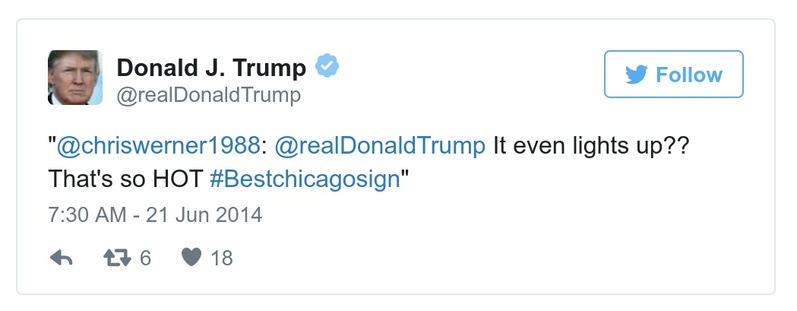 Donald J. Trump
@realDonaldTrump
Follow
"@chriswerner1988: @realDonaldTrump It even lights up??
That's so HOT #Bestchicagosign"
7:30 AM - 21 Jun 2014
6 18